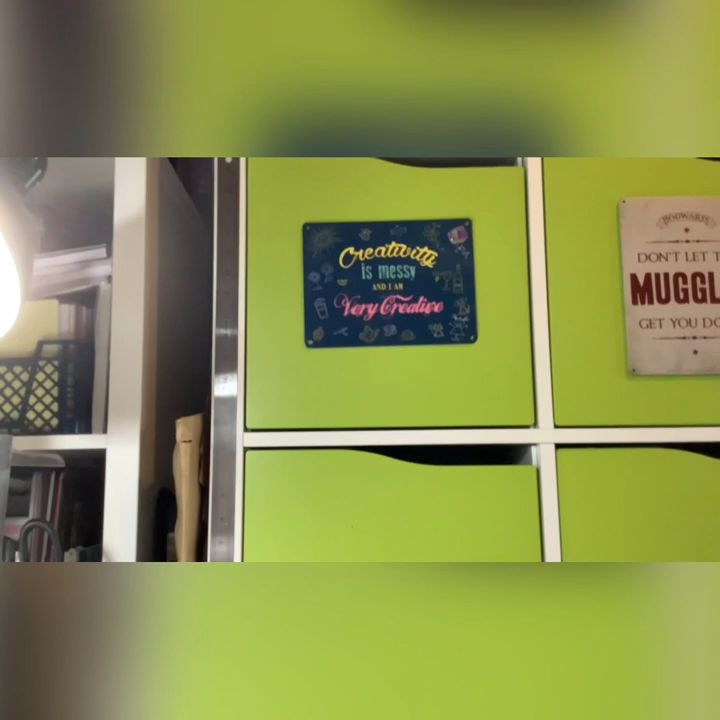 Creativity
is messy
AND I AM
Very Creative
HOGWARTS
DON'T LET T
MUGGL
GET YOU DO